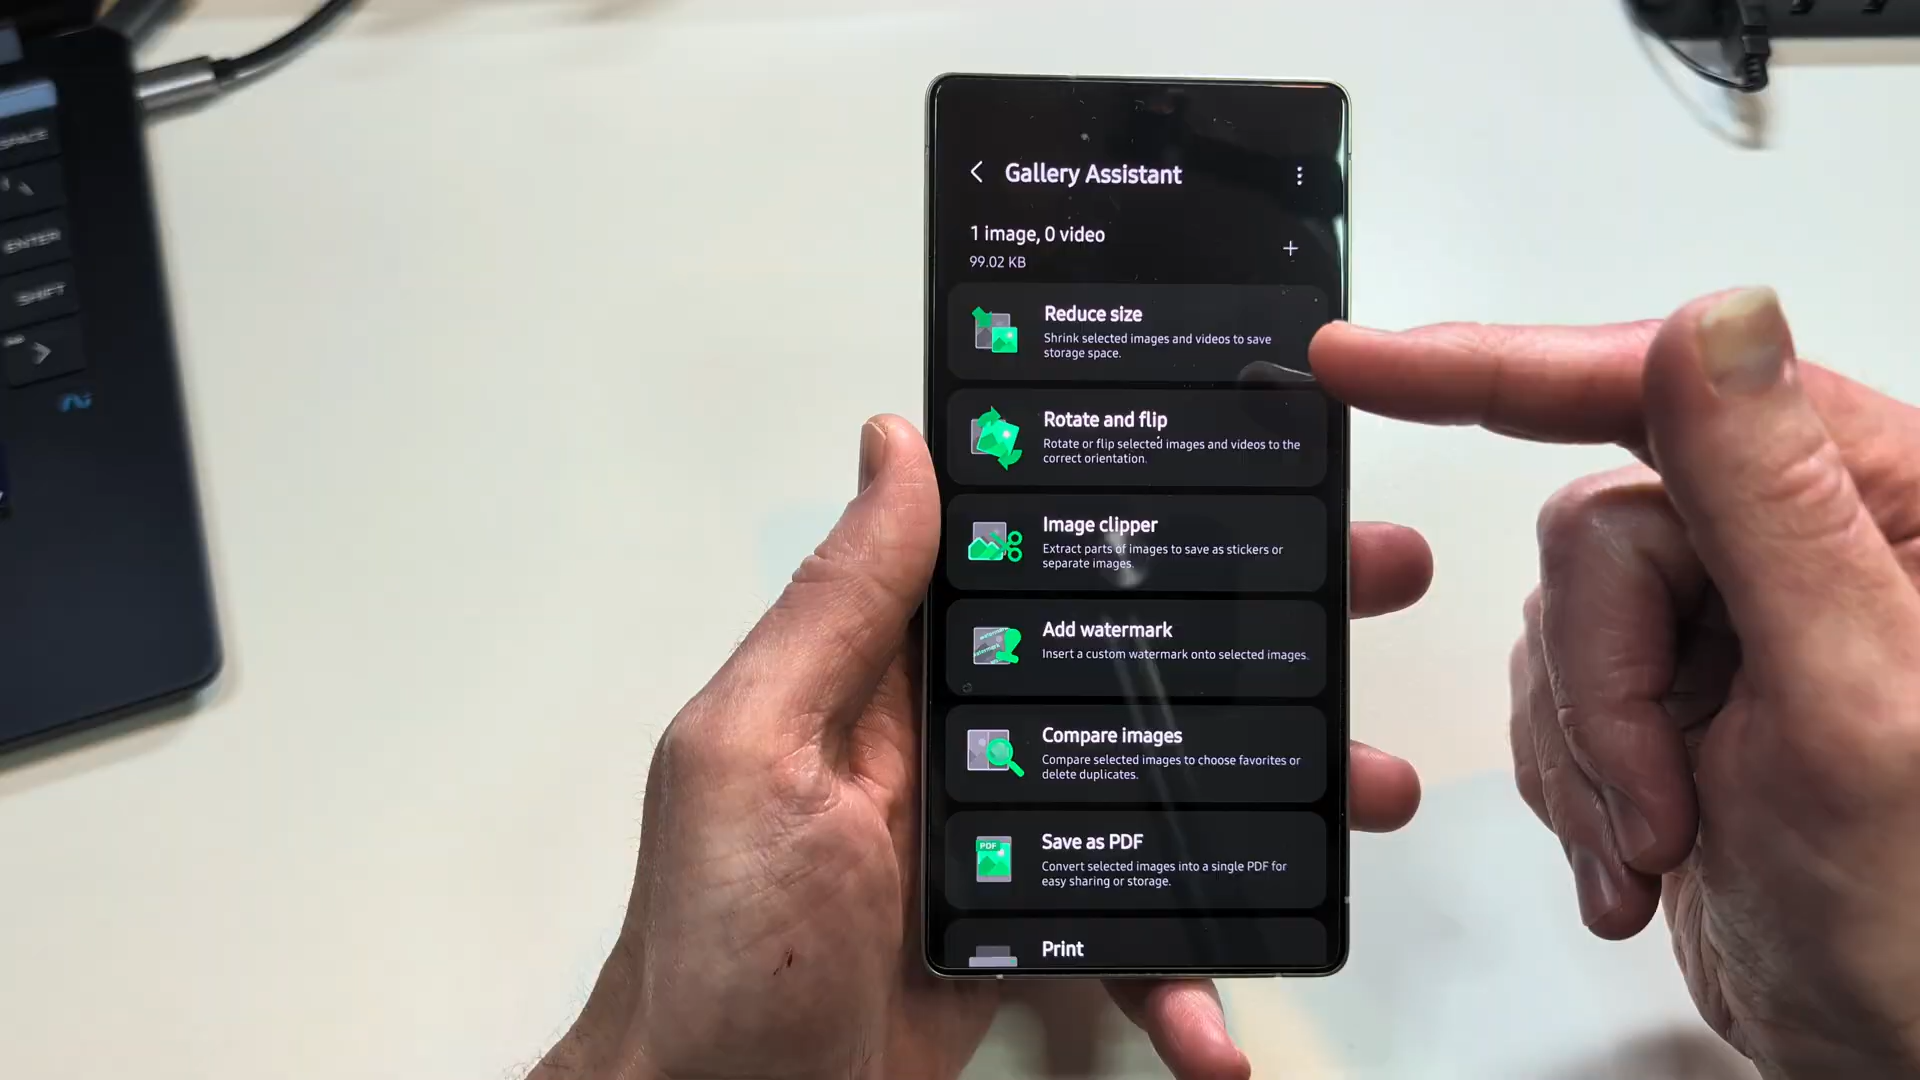 SPACE
ENTER
SHIFT
Gallery Assistant
1 image, 0 video
99.02 KB
Reduce size
Shrink selected images and videos to save
storage space.
Rotate and flip
Rotate or flip selected images and videos to the
correct orientation.
Image clipper
Extract parts of images to save as stickers or
separate images.
Add watermark
Insert a custom watermark onto selected images.
Compare images
Compare selected images to choose favorites or
delete duplicates.
PDF
Save as PDF
Convert selected images into a single PDF for
easy sharing or storage.
Print